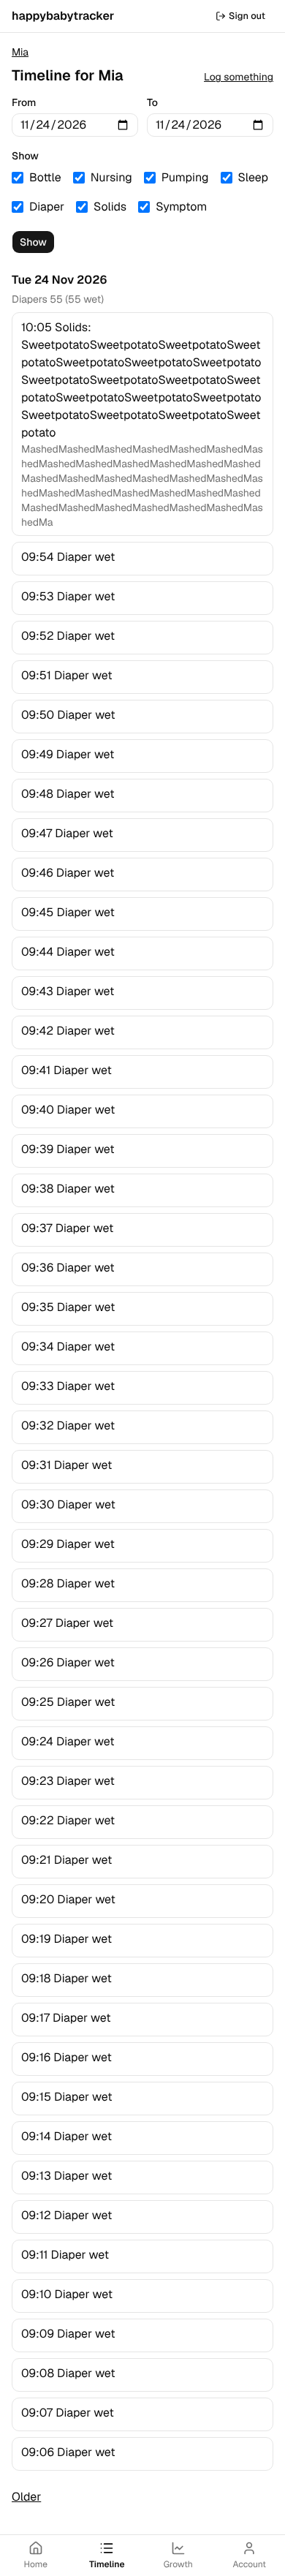 happybabytracker
Sign out
Mia
Timeline for Mia
Log something
From
To
11/24/2026
11/24/2026
Show
Bottle Nursing Pumping Sleep
Diaper Solids Symptom
Show
Tue 24 Nov 2026
Diapers 55 (55 wet)
10:05 Solids:
SweetpotatoSweetpotatoSweetpotatoSweet
potatoSweetpotatoSweetpotatoSweetpotato
SweetpotatoSweetpotatoSweetpotatoSweet
potatoSweetpotatoSweetpotatoSweetpotato
SweetpotatoSweetpotatoSweetpotatoSweet
potato
MashedMashedMashedMashedMashedMashedMas
hedMashedMashedMashedMashedMashedMashed
MashedMashedMashedMashedMashedMashedMas
hedMashedMashedMashedMashedMashedMashed
MashedMashedMashedMashedMashedMashedMas
hedMa
09:54 Diaper wet
09:53 Diaper wet
09:52 Diaper wet
09:51 Diaper wet
09:50 Diaper wet
09:49 Diaper wet
09:48 Diaper wet
09:47 Diaper wet
09:46 Diaper wet
09:45 Diaper wet
09:44 Diaper wet
09:43 Diaper wet
09:42 Diaper wet
09:41 Diaper wet
09:40 Diaper wet
09:39 Diaper wet
09:38 Diaper wet
09:37 Diaper wet
09:36 Diaper wet
09:35 Diaper wet
09:34 Diaper wet
09:33 Diaper wet
09:32 Diaper wet
09:31 Diaper wet
09:30 Diaper wet
09:29 Diaper wet
09:28 Diaper wet
09:27 Diaper wet
09:26 Diaper wet
09:25 Diaper wet
09:24 Diaper wet
09:23 Diaper wet
09:22 Diaper wet
09:21 Diaper wet
09:20 Diaper wet
09:19 Diaper wet
09:18 Diaper wet
09:17 Diaper wet
09:16 Diaper wet
09:15 Diaper wet
09:14 Diaper wet
09:13 Diaper wet
09:12 Diaper wet
09:11 Diaper wet
09:10 Diaper wet
09:09 Diaper wet
09:08 Diaper wet
09:07 Diaper wet
09:06 Diaper wet
Older
Home Timeline Growth Account